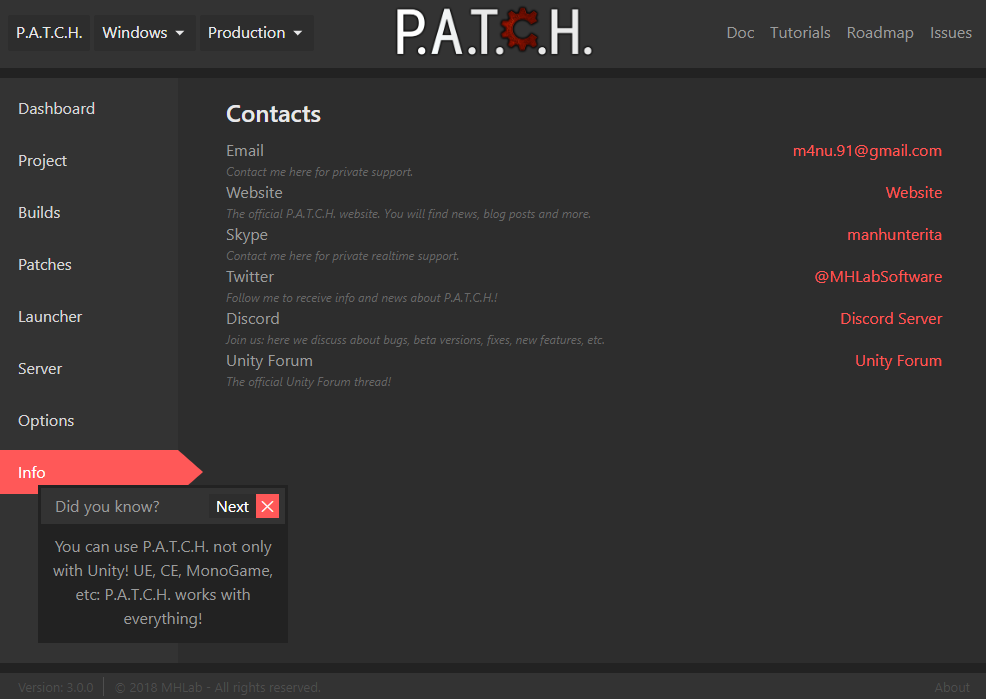 P.A.T.C.H. Windows Production P.A.T.C.H. Doc Tutorials Roadmap Issues
Dashboard
Project
Builds
Patches
Launcher
Server
Options
Info
Contacts
Email m4nu.91@gmail.com
Contact me here for private support.
Website Website
The official P.A.T.C.H. website. You will find news, blog posts and more.
Skype manhunterita
Contact me here for private realtime support.
Twitter @MHLabSoftware
Follow me to receive info and news about P.A.T.C.H.!
Discord Discord Server
Join us: here we discuss about bugs, beta versions, fixes, new features, etc.
Unity Forum Unity Forum
The official Unity Forum thread!
Did you know? Next
You can use P.A.T.C.H. not only
with Unity! UE, CE, MonoGame,
etc: P.A.T.C.H. works with
everything!
Version: 3.0.0 © 2018 MHLab - All rights reserved. About